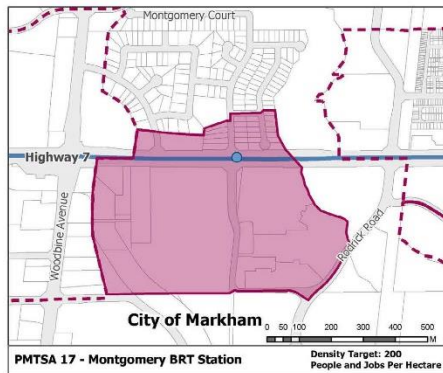 Montgomery Court
Highway 7
Woodbine Avenue
Rodick Road
City of Markham
0 50 100 200 300 400 500
M
PMTSA 17 - Montgomery BRT Station
Density Target: 200
People and Jobs Per Hectare